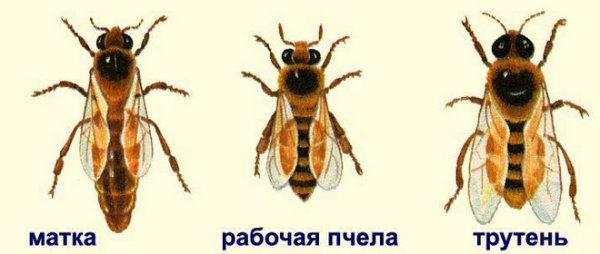 матка рабочая пчела трутень